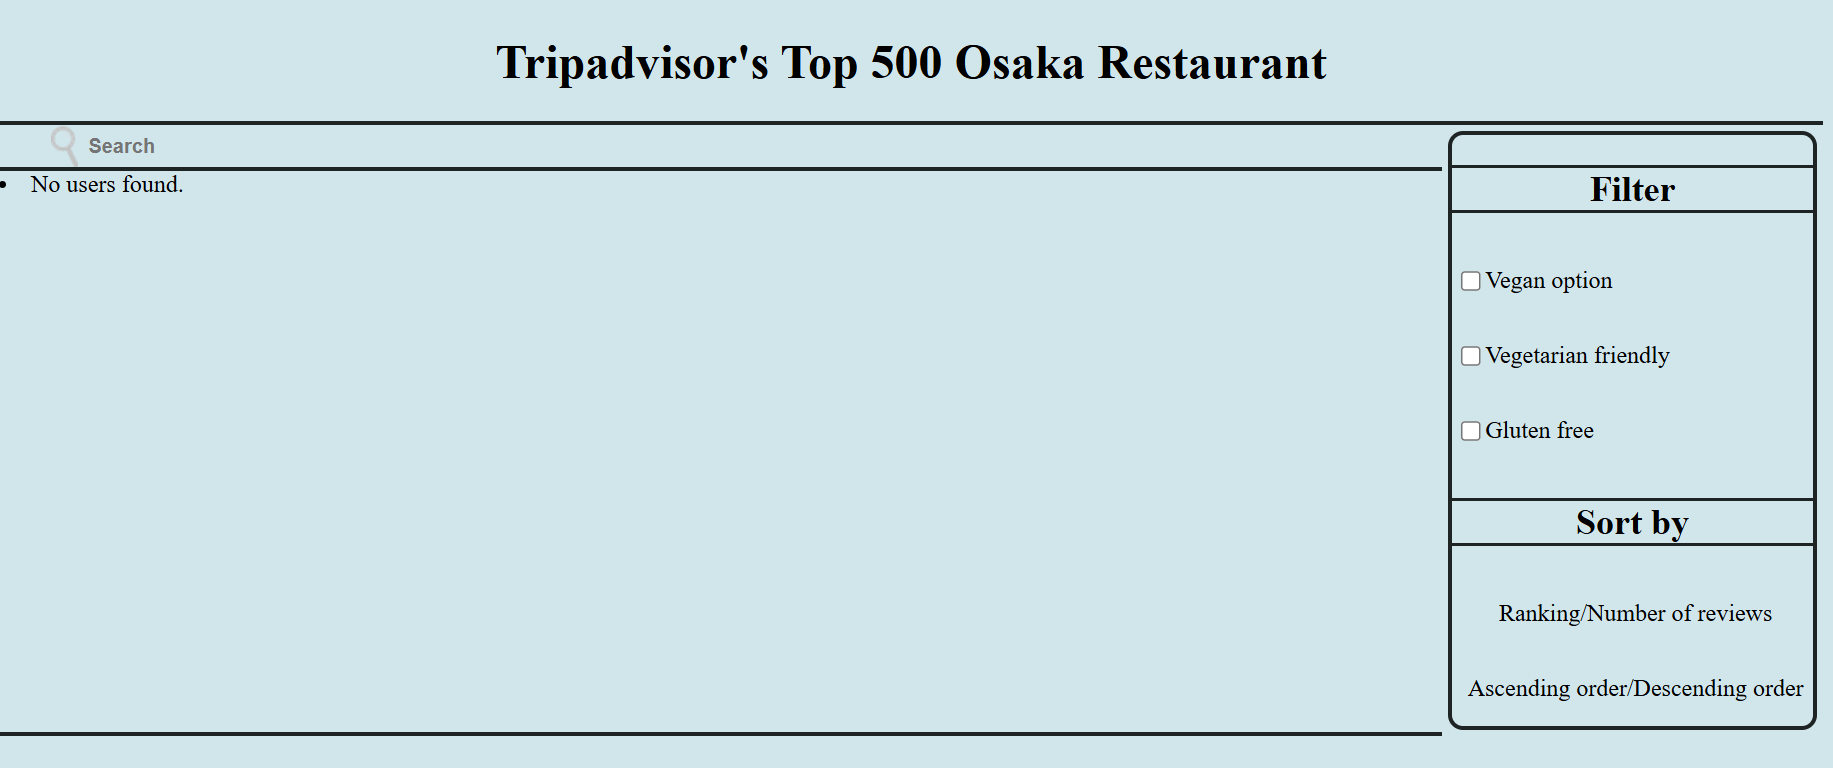 Tripadvisor's Top 500 Osaka Restaurant
Search
No users found.
Filter
Vegan option
Vegetarian friendly
Gluten free
Sort by
Ranking/Number of reviews
Ascending order/Descending order